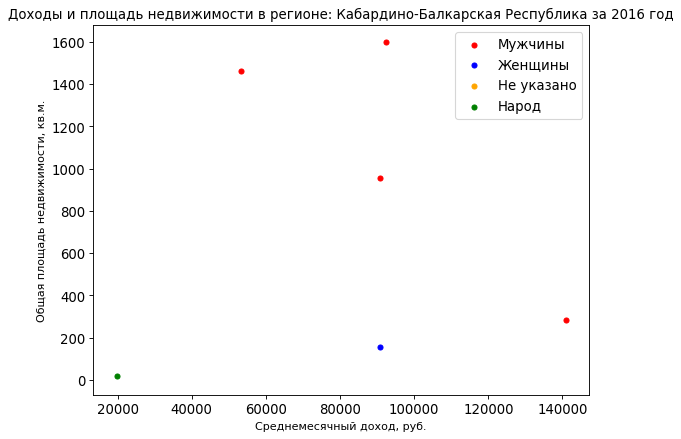 Доходы и площадь недвижимости в регионе: Кабардино-Балкарская Республика за 2016 год
Мужчины
Женщины
Не указано
Народ
Общая площадь недвижимости, кв.м.
1600
1400
1200
1000
800
600
400
200
0
20000 40000 60000 80000 100000 120000 140000
Среднемесячный доход, руб.